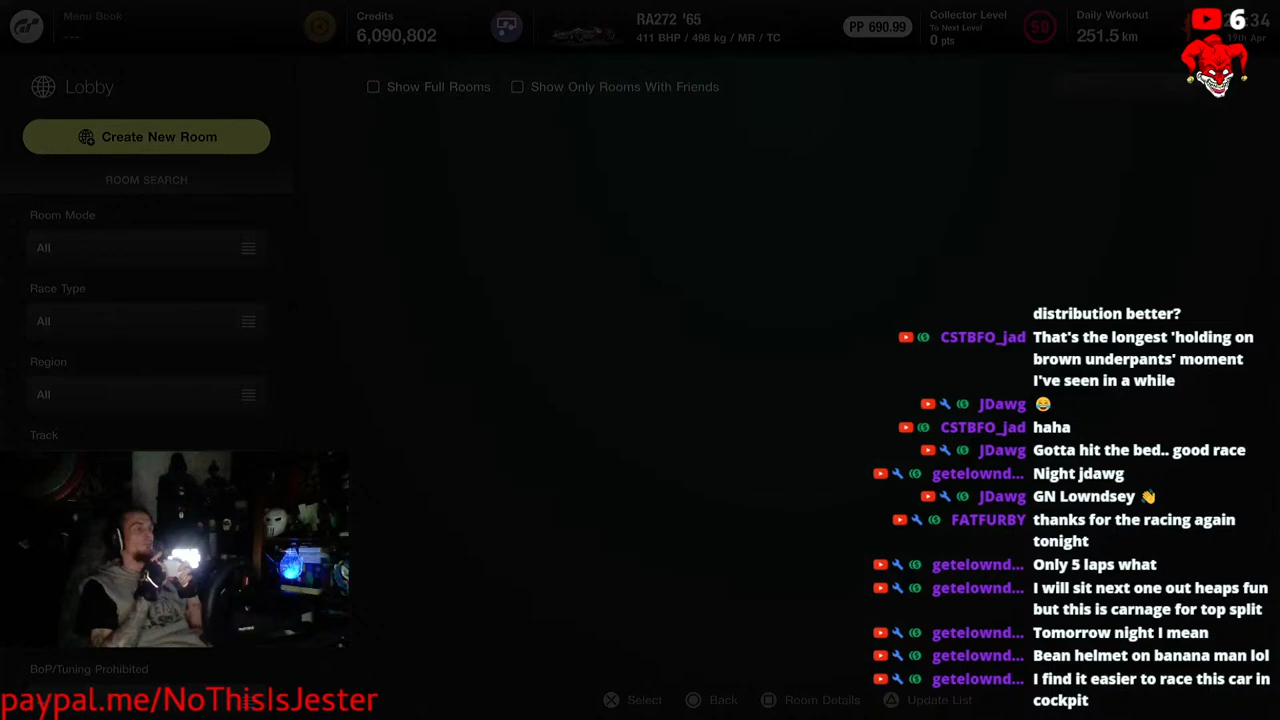 Menu Book
Credits
6,090,802
RA272 '65
411 BHP / 498 kg / MR / TC
PP 690.99
Collector Level
To Next Level
0 pts
50
Daily Workout
251.5 km
:34
19th Apr
6
Lobby
Show Full Rooms
Show Only Rooms With Friends
Create New Room
ROOM SEARCH
Room Mode
All
Race Type
All
Region
All
Track
BoP/Tuning Prohibited
distribution better?
CSTBFO_jad That's the longest 'holding on
brown underpants' moment
I've seen in a while
JDawg 😂
CSTBFO_jad haha
JDawg Gotta hit the bed.. good race
getelownd... Night jdawg
JDawg GN Lowndsey 👋
FATFURBY thanks for the racing again
tonight
getelownd... Only 5 laps what
getelownd... I will sit next one out heaps fun
but this is carnage for top split
getelownd... Tomorrow night I mean
getelownd... Bean helmet on banana man lol
getelownd... I find it easier to race this car in
cockpit
paypal.me/NoThisIsJester
Select
Back
Room Details
Update List